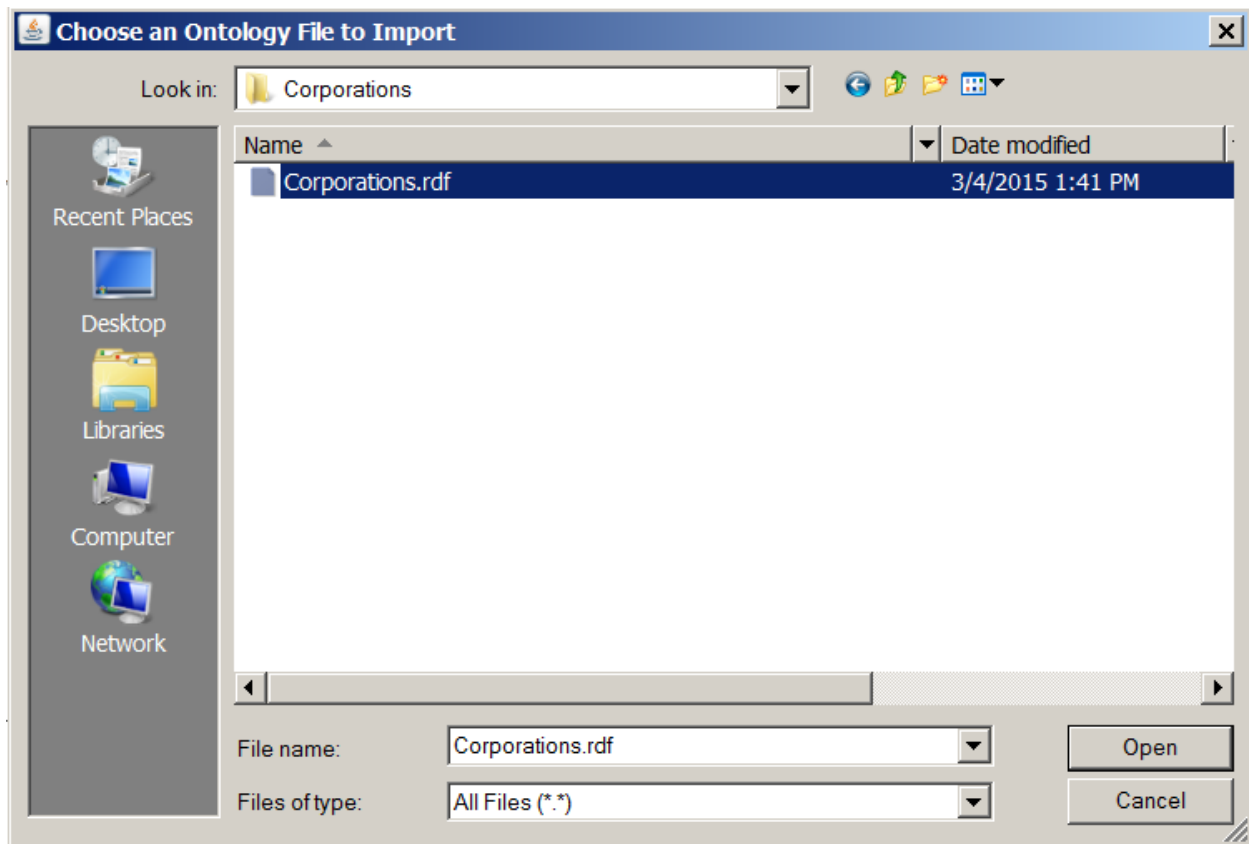 Choose an Ontology File to Import
Look in: Corporations
Name Date modified
Corporations.rdf 3/4/2015 1:41 PM
Recent Places
Desktop
Libraries
Computer
Network
File name: Corporations.rdf Open
Files of type: All Files (*.*) Cancel